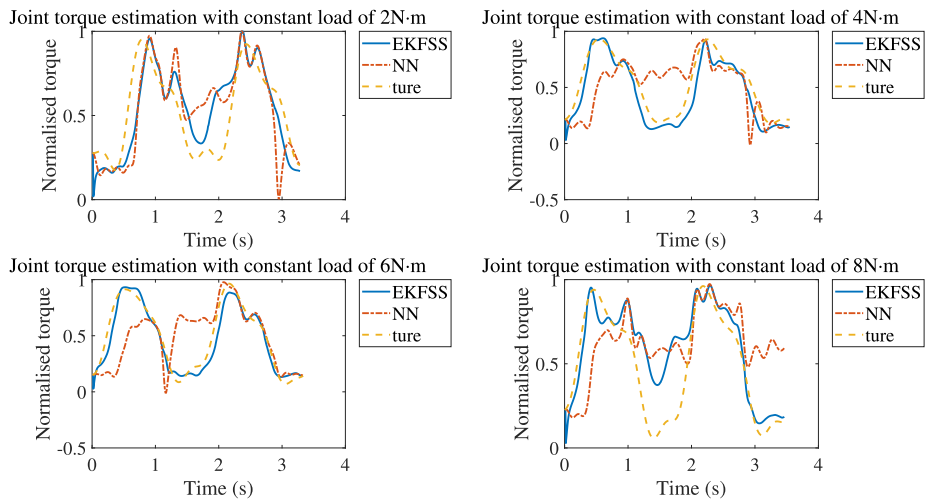 Joint torque estimation with constant load of 2N·m
1
0.5
0
Normalised torque
0 1 2 3 4
Time (s)
EKFSS
NN
ture
Joint torque estimation with constant load of 4N·m
1
0.5
0
-0.5
Normalised torque
0 1 2 3 4
Time (s)
EKFSS
NN
ture
Joint torque estimation with constant load of 6N·m
1
0.5
0
-0.5
Normalised torque
0 1 2 3 4
Time (s)
EKFSS
NN
ture
Joint torque estimation with constant load of 8N·m
1
0.5
0
Normalised torque
0 1 2 3 4
Time (s)
EKFSS
NN
ture